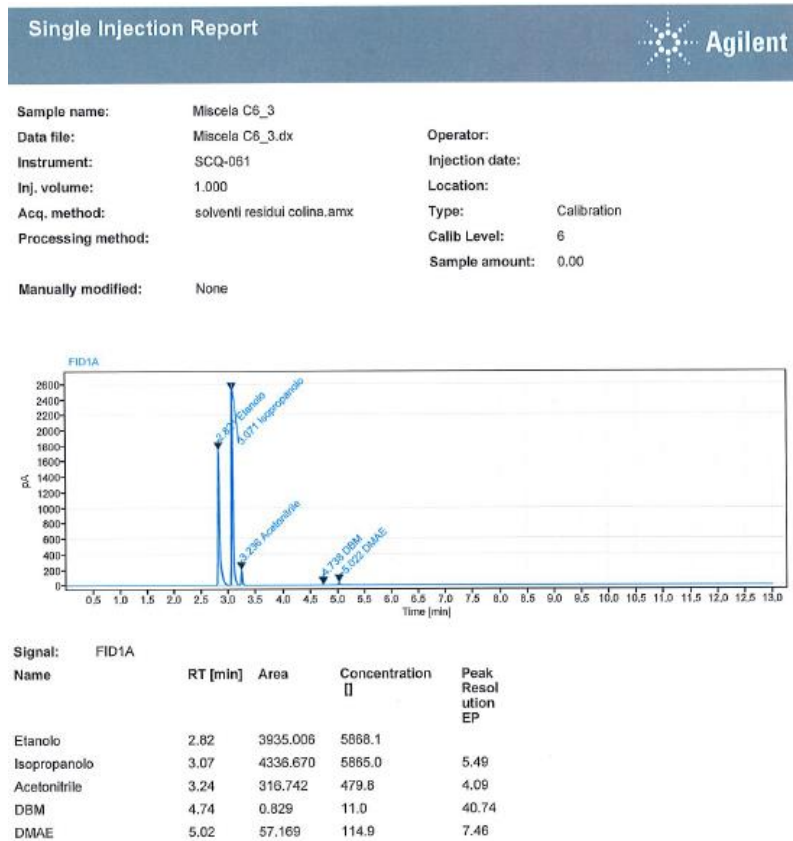 Single Injection Report
Agilent
Sample name: Miscela C6_3
Data file: Miscela C6_3.dx Operator:
Instrument: SCQ-061 Injection date:
Inj. volume: 1.000 Location:
Acq. method: solventi residui colina.amx Type: Calibration
Processing method: Calib Level: 6
Sample amount: 0.00
Manually modified: None
FID1A
2600
2400
2200
2000
1800
1600
1400
1200
1000
800
600
400
200
0
pA
Etanolo
3.071 Isopropanolo
3.236 Acetonitrile
4.738 DBM
5.022 DMAE
0,5 1,0 1,5 2,0 2,5 3,0 3,5 4,0 4,5 5,0 5,5 6,0 6,5 7,0 7,5 8,0 8,5 9,0 9,5 10,0 10,5 11,0 11,5 12,0 12,5 13,0
Time [min]
Signal: FID1A
Name RT [min] Area Concentration [] Peak Resol ution EP
Etanolo 2.82 3935.006 5868.1
Isopropanolo 3.07 4336.670 5865.0 5.49
Acetonitrile 3.24 316.742 479.8 4.09
DBM 4.74 0.829 11.0 40.74
DMAE 5.02 57.169 114.9 7.46